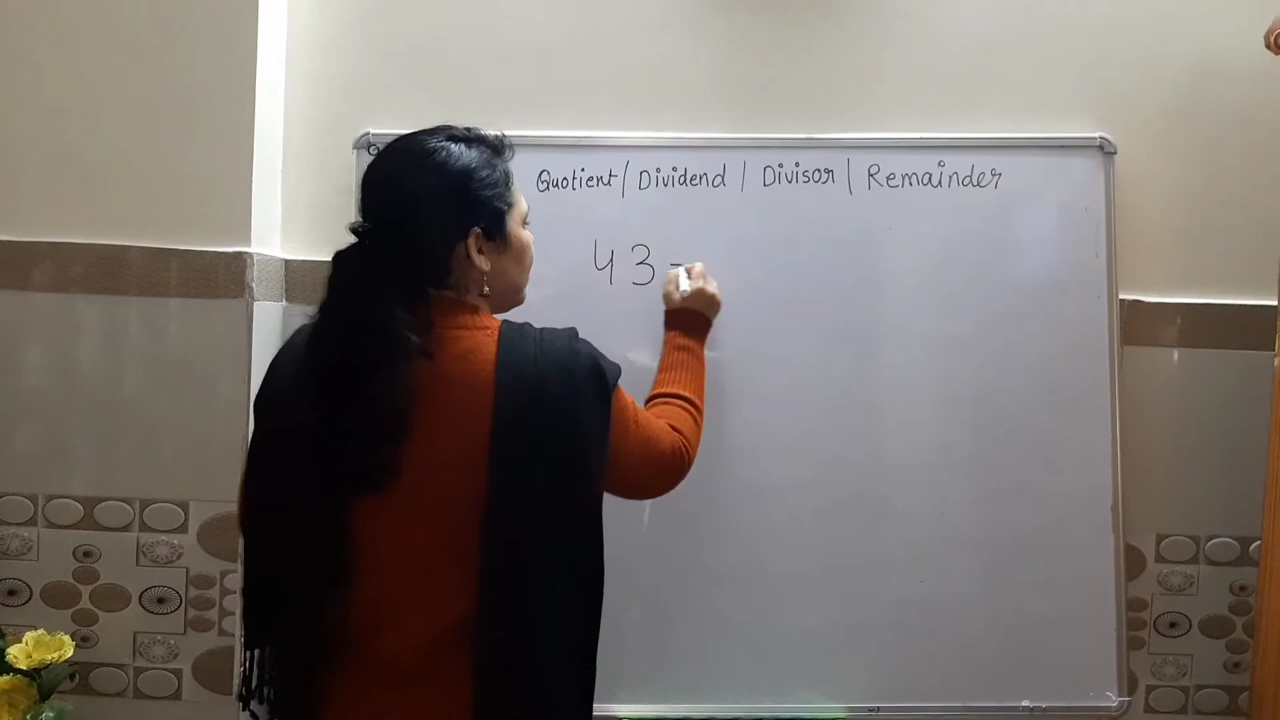 Quotient / Dividend / Divisor | Remainder
43 -